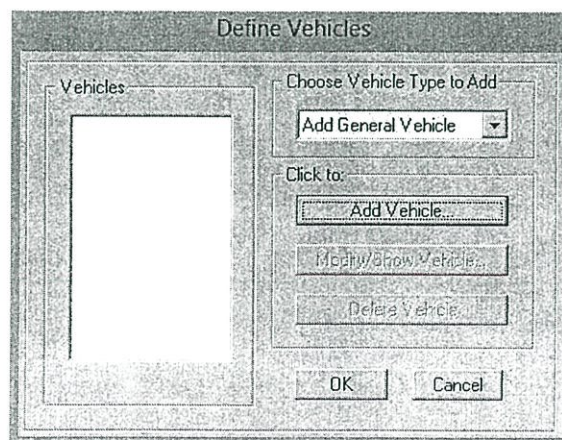 Define Vehicles
Vehicles
Choose Vehicle Type to Add
Add General Vehicle
Click to:
Add Vehicle...
Modify/Show Vehicle...
Delete Vehicle
OK
Cancel